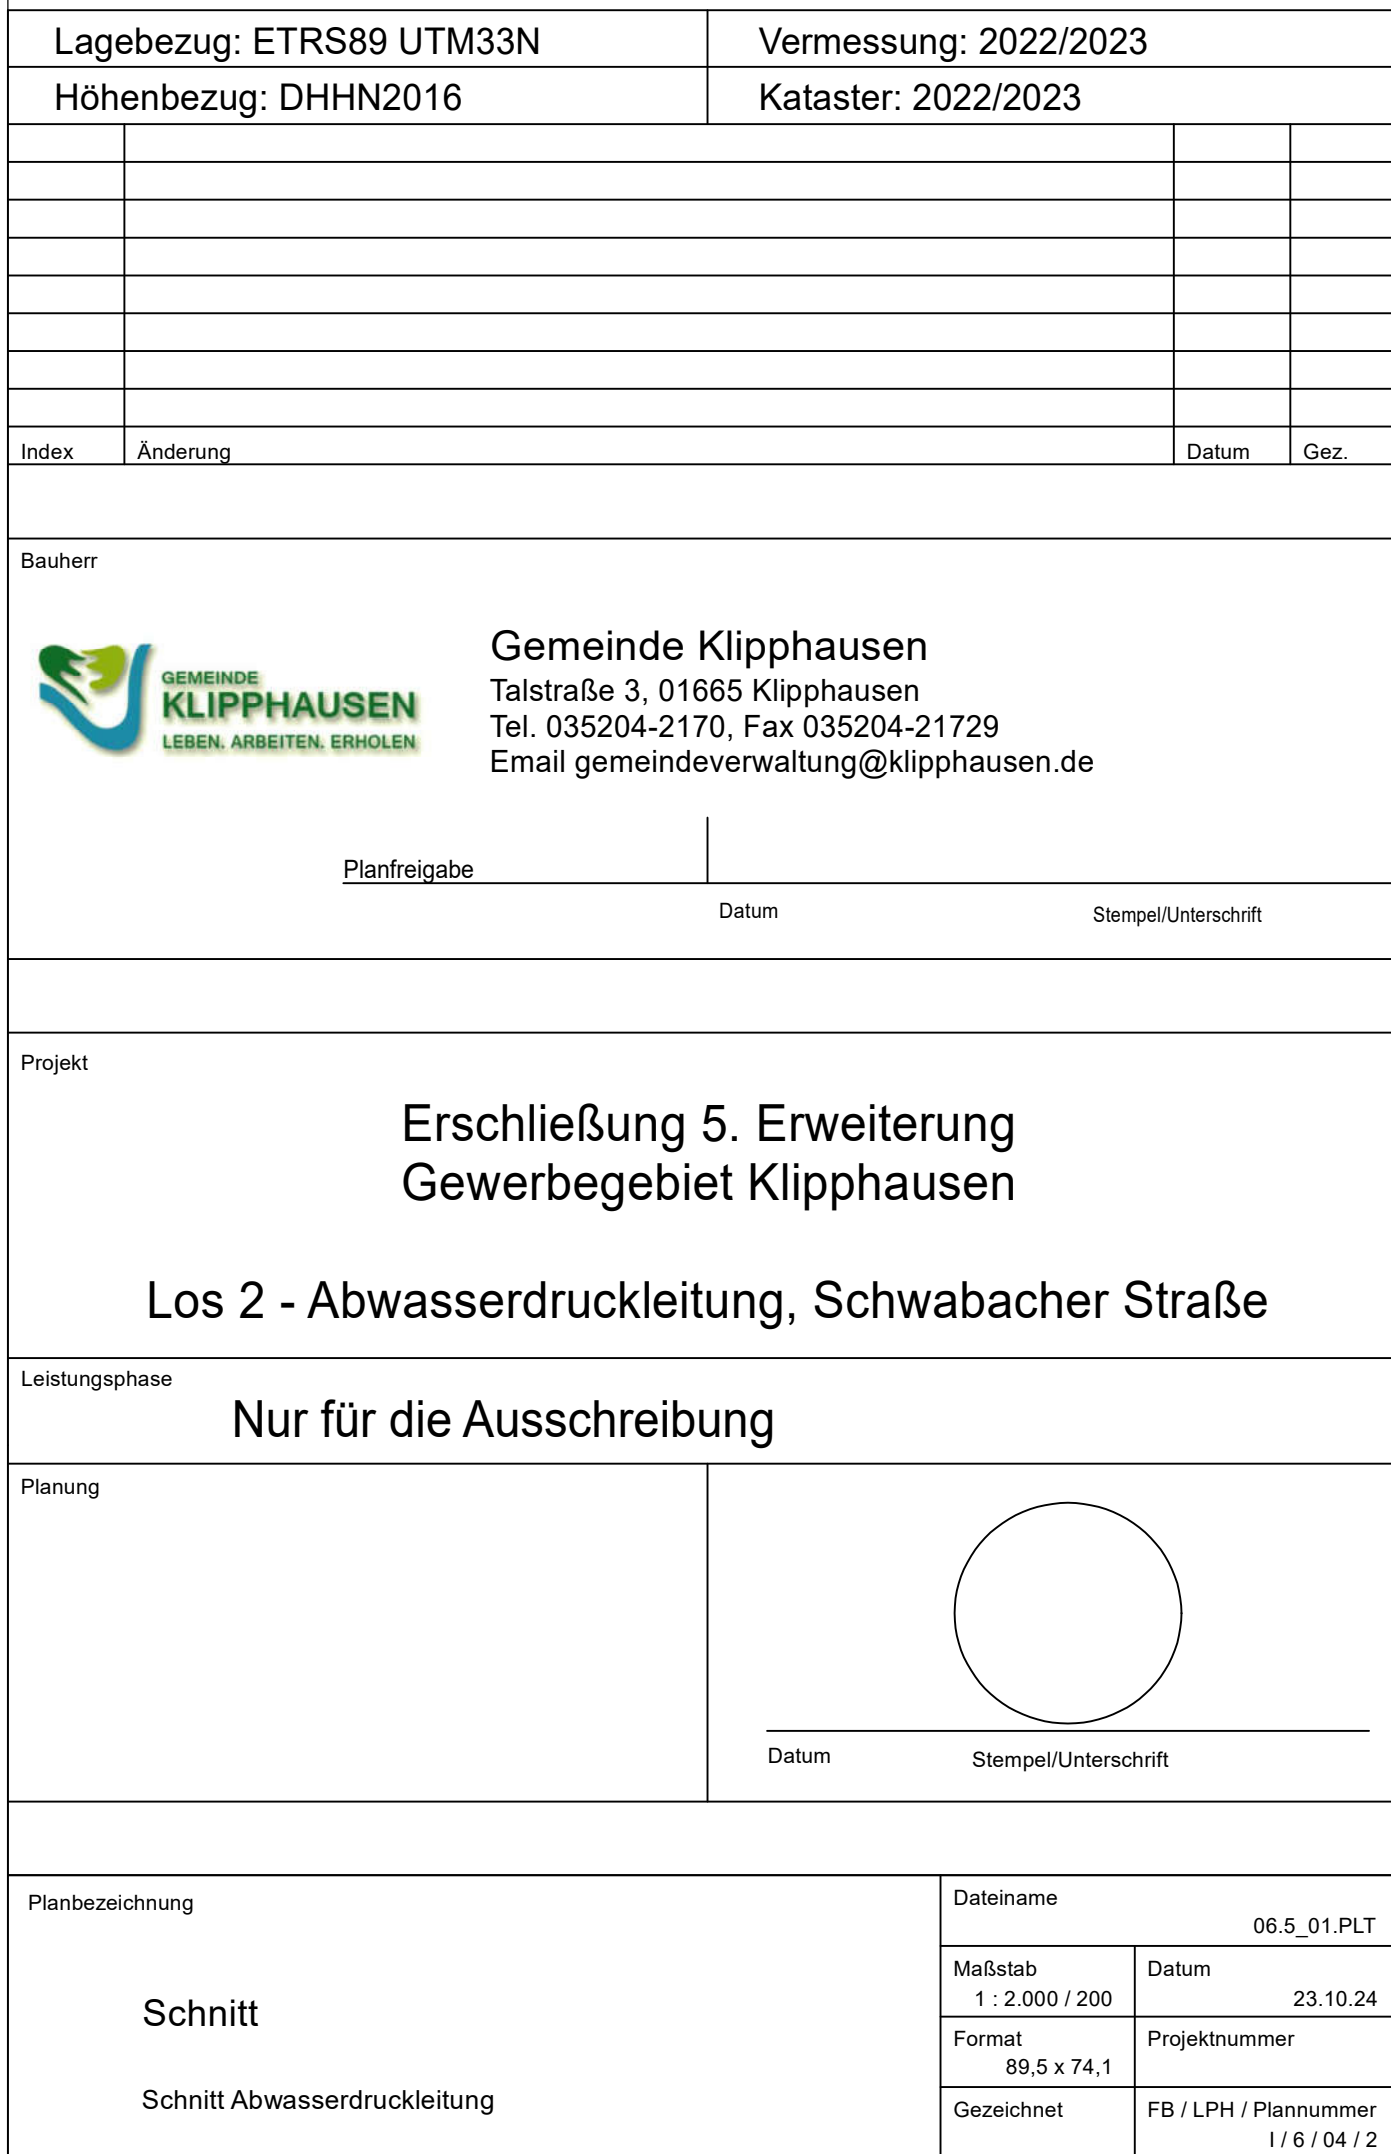 Lagebezug: ETRS89 UTM33N
Vermessung: 2022/2023
Höhenbezug: DHHN2016
Kataster: 2022/2023
Index
Änderung
Datum
Gez.
Bauherr
GEMEINDE
KLIPPHAUSEN
LEBEN. ARBEITEN. ERHOLEN
Gemeinde Klipphausen
Talstraße 3, 01665 Klipphausen
Tel. 035204-2170, Fax 035204-21729
Email gemeindeverwaltung@klipphausen.de
Planfreigabe
Datum
Stempel/Unterschrift
Projekt
Erschließung 5. Erweiterung
Gewerbegebiet Klipphausen
Los 2 - Abwasserdruckleitung, Schwabacher Straße
Leistungsphase
Nur für die Ausschreibung
Planung
Datum
Stempel/Unterschrift
Planbezeichnung
Schnitt
Schnitt Abwasserdruckleitung
Dateiname
06.5_01.PLT
Maßstab
1 : 2.000 / 200
Datum
23.10.24
Format
89,5 x 74,1
Projektnummer
Gezeichnet
FB / LPH / Plannummer
I / 6 / 04 / 2